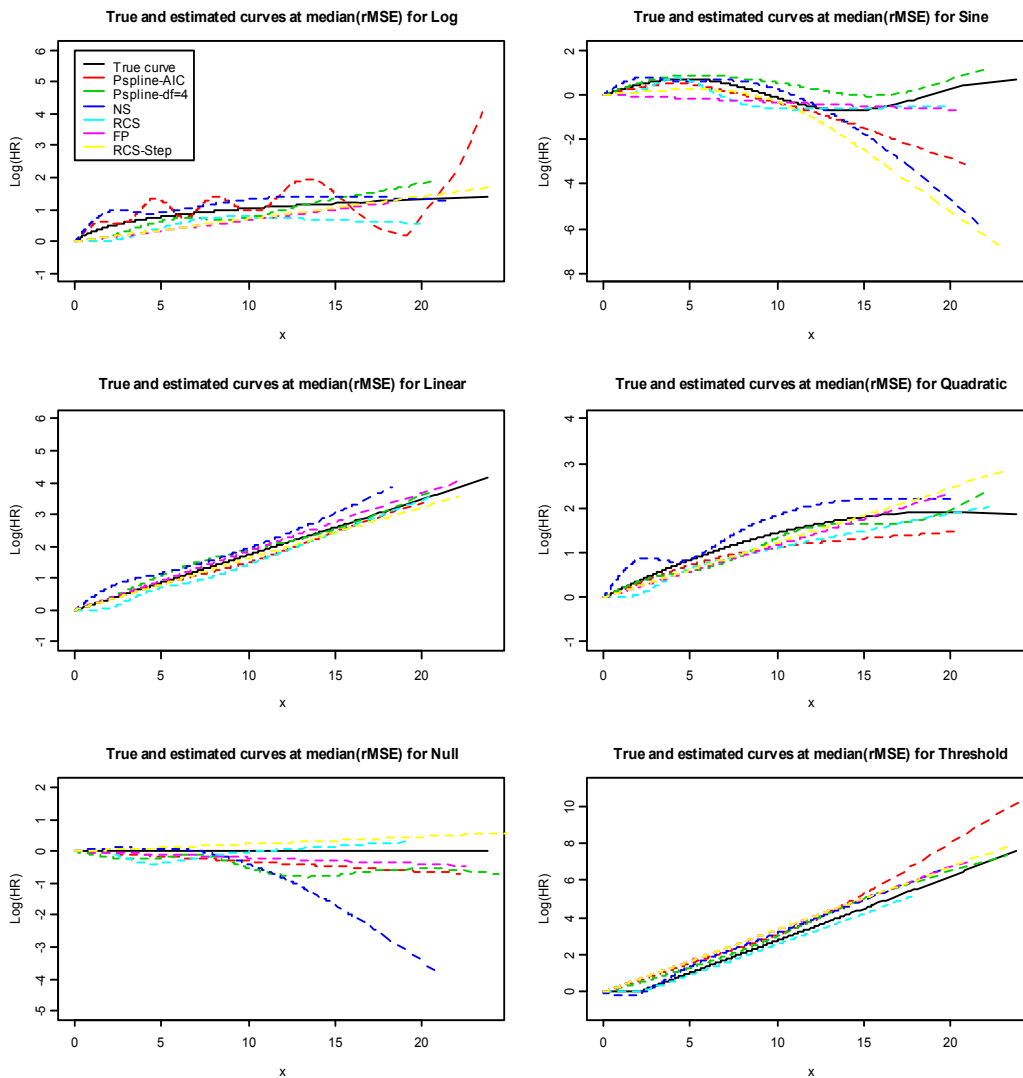 True and estimated curves at median(rMSE) for Log
True curve
Pspline-AIC
Pspline-df=4
NS
RCS
FP
RCS-Step
Log(HR)
-1 0 1 2 3 4 5 6
0 5 10 15 20
x
True and estimated curves at median(rMSE) for Sine
Log(HR)
-8 -6 -4 -2 0 2
0 5 10 15 20
x
True and estimated curves at median(rMSE) for Linear
Log(HR)
-1 0 1 2 3 4 5 6
0 5 10 15 20
x
True and estimated curves at median(rMSE) for Quadratic
Log(HR)
-1 0 1 2 3 4
0 5 10 15 20
x
True and estimated curves at median(rMSE) for Null
Log(HR)
-5 -4 -3 -2 -1 0 1 2
0 5 10 15 20
x
True and estimated curves at median(rMSE) for Threshold
Log(HR)
0 2 4 6 8 10
0 5 10 15 20
x